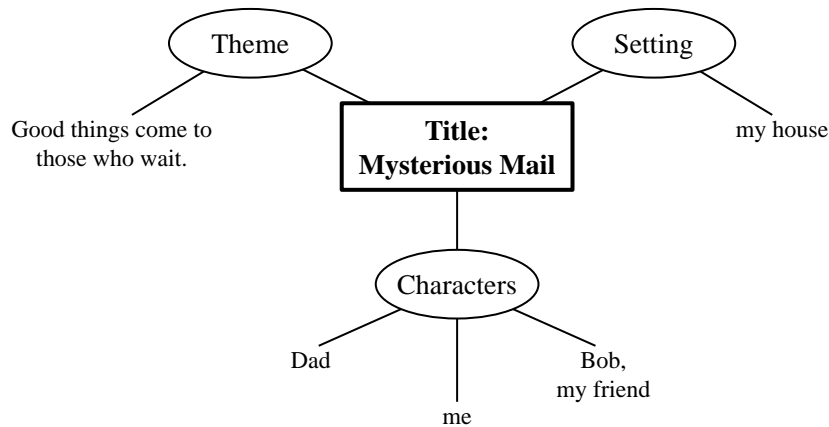 Theme
Setting
Good things come to
those who wait.
Title:
Mysterious Mail
my house
Characters
Dad
me
Bob,
my friend